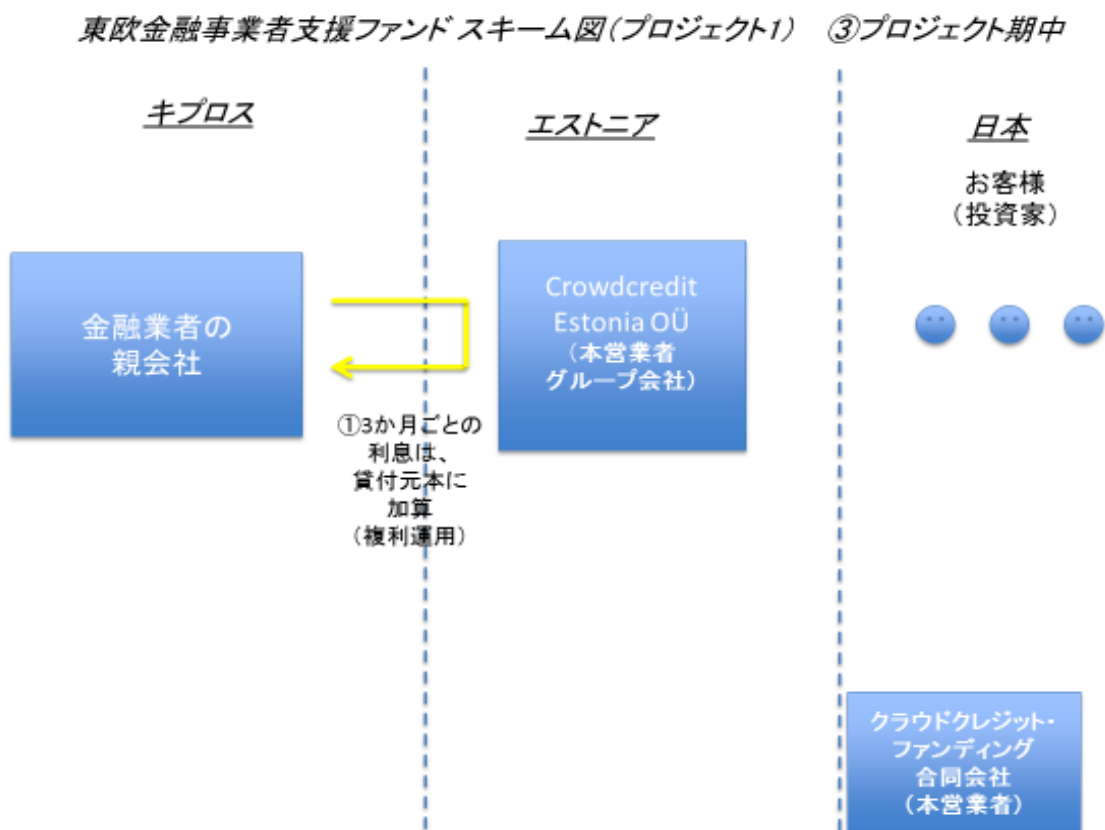 東欧金融事業者支援ファンド スキーム図(プロジェクト1) ③プロジェクト期中
キプロス
エストニア
日本
お客様
(投資家)
金融業者の
親会社
Crowdcredit
Estonia OÜ
(本営業者
グループ会社)
①3か月ごとの
利息は、
貸付元本に
加算
(複利運用)
クラウドクレジット・
ファンディング
合同会社
(本営業者)